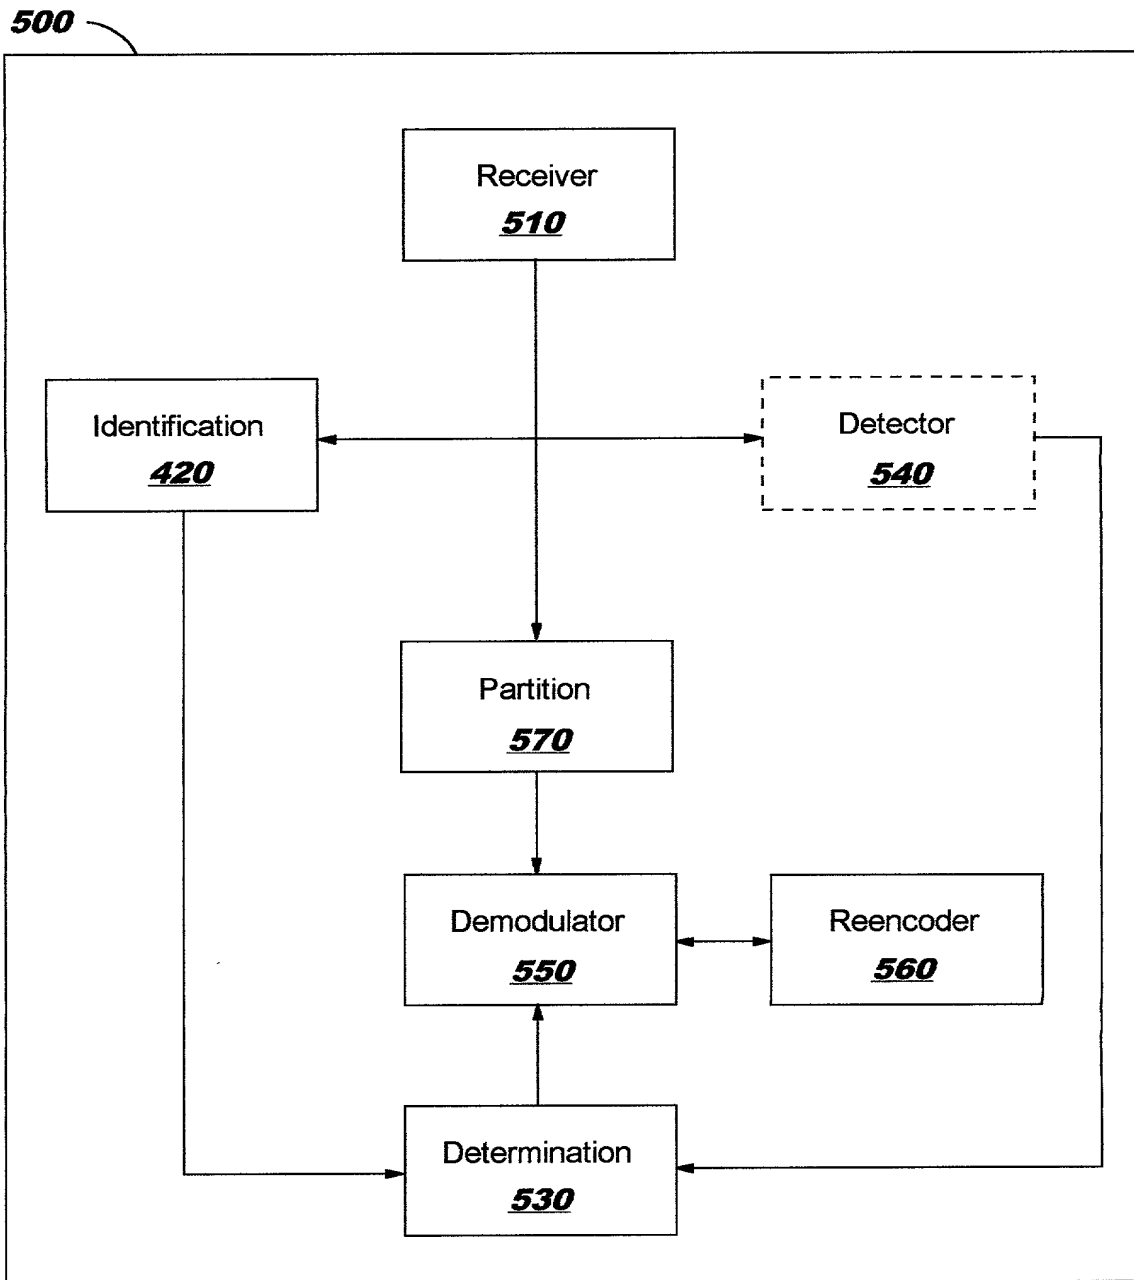 500
Receiver
510
Identification
420
Detector
540
Partition
570
Demodulator
550
Reencoder
560
Determination
530